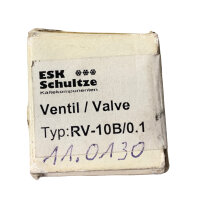 ESK ***
Schultze
Kältekomponenten
Ventil / Valve
Typ:RV-10B/0.1
11.0130